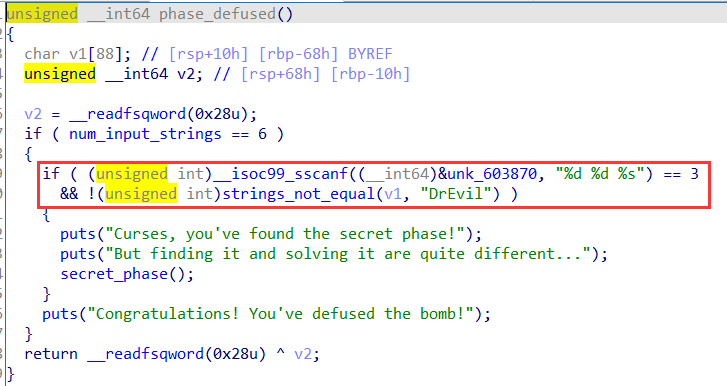 unsigned __int64 phase_defused()
{
char v1[88]; // [rsp+10h] [rbp-68h] BYREF
unsigned __int64 v2; // [rsp+68h] [rbp-10h]
v2 = __readfsqword(0x28u);
if ( num_input_strings == 6 )
{
if ( (unsigned int)__isoc99_sscanf((__int64)&unk_603870, "%d %d %s") == 3
&& !(unsigned int)strings_not_equal(v1, "DrEvil") )
{
puts("Curses, you've found the secret phase!");
puts("But finding it and solving it are quite different...");
secret_phase();
}
puts("Congratulations! You've defused the bomb!");
}
return __readfsqword(0x28u) ^ v2;
}